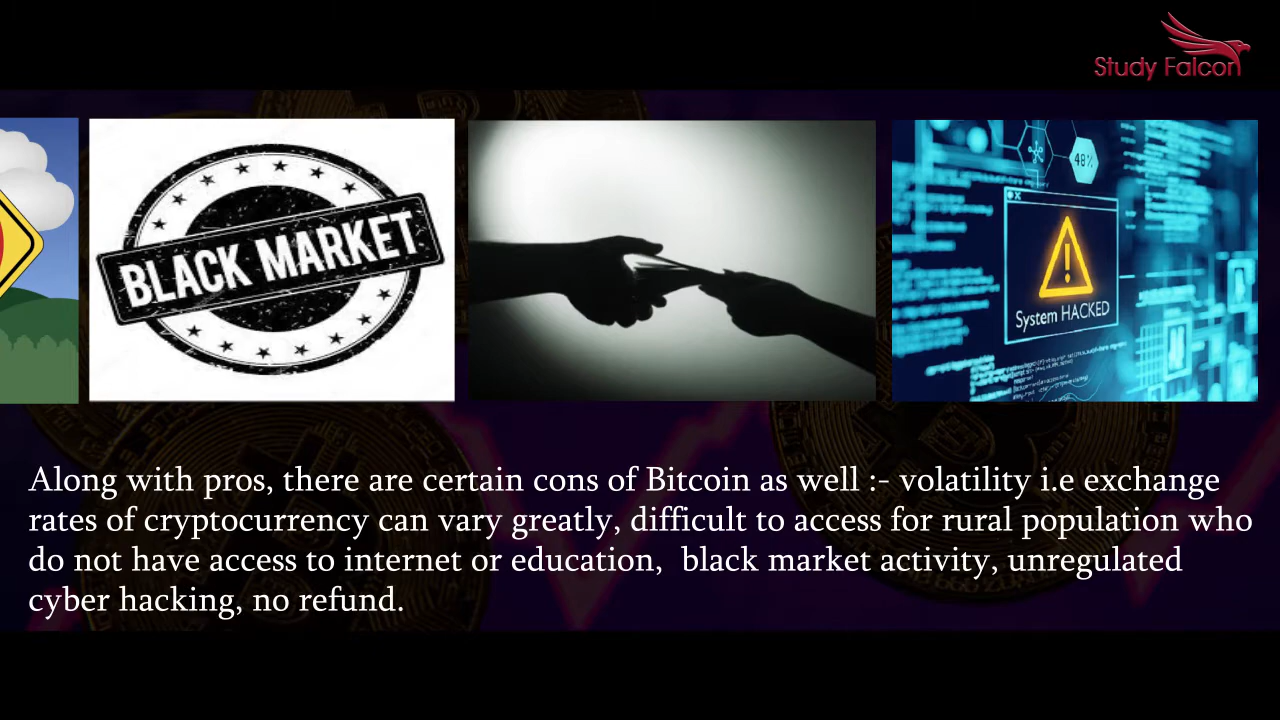 Study Falcon
BLACK MARKET
48%
System HACKED
Along with pros, there are certain cons of Bitcoin as well :- volatility i.e exchange
rates of cryptocurrency can vary greatly, difficult to access for rural population who
do not have access to internet or education,  black market activity, unregulated
cyber hacking, no refund.